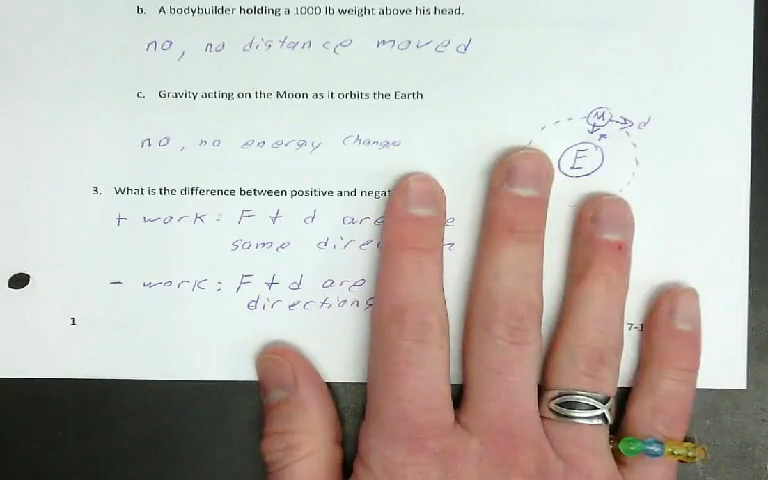 b. A bodybuilder holding a 1000 lb weight above his head.
no, no distance moved
c. Gravity acting on the Moon as it orbits the Earth
no, no energy change
M d
F
E
3. What is the difference between positive and
+ work: F + d are
same
- work: F + d are
directions
1